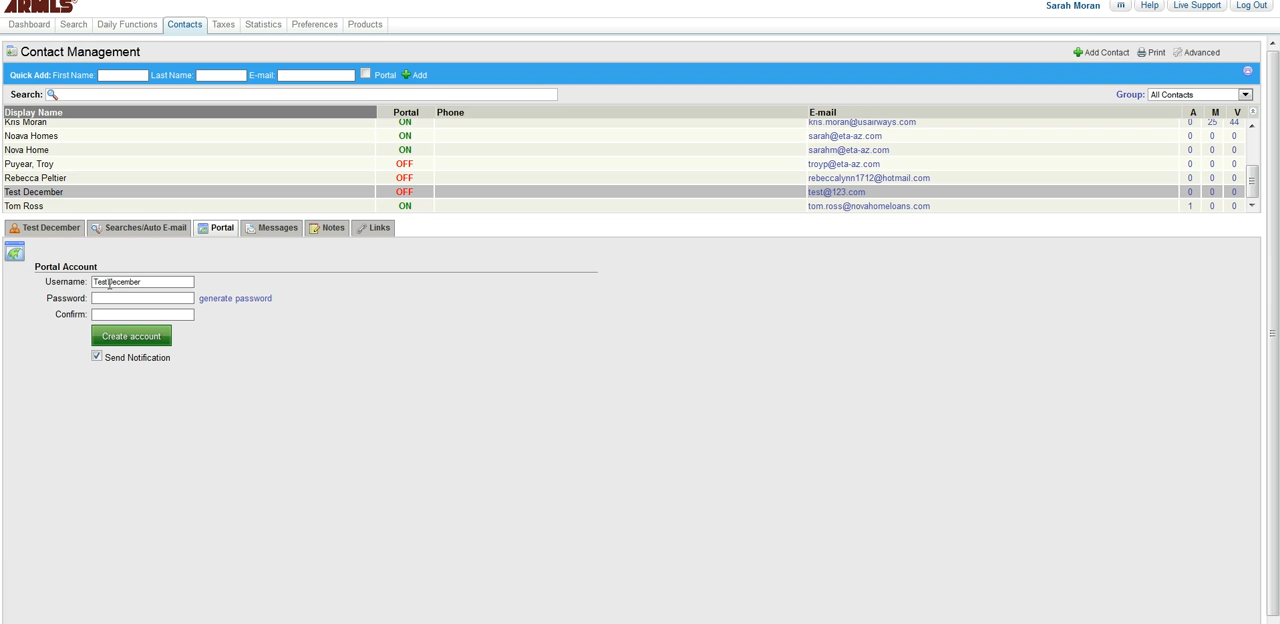 ARMLS
Sarah Moran m Help Live Support Log Out
Dashboard Search Daily Functions Contacts Taxes Statistics Preferences Products
Contact Management
Add Contact Print Advanced
Quick Add: First Name: Last Name: E-mail: Portal Add
Search: Group: All Contacts
Display Name Portal Phone E-mail A M V
Kris Moran ON kris.moran@usairways.com 0 25 44
Noava Homes ON sarah@eta-az.com 0 0 0
Nova Home ON sarahm@eta-az.com 0 0 0
Puyear, Troy OFF troyp@eta-az.com 0 0 0
Rebecca Peltier OFF rebeccalynn1712@hotmail.com 0 0 0
Test December OFF test@123.com 0 0 0
Tom Ross ON tom.ross@novahomeloans.com 1 0 0
Test December Searches/Auto E-mail Portal Messages Notes Links
Portal Account
Username: TestDecember
Password: generate password
Confirm:
Create account
Send Notification